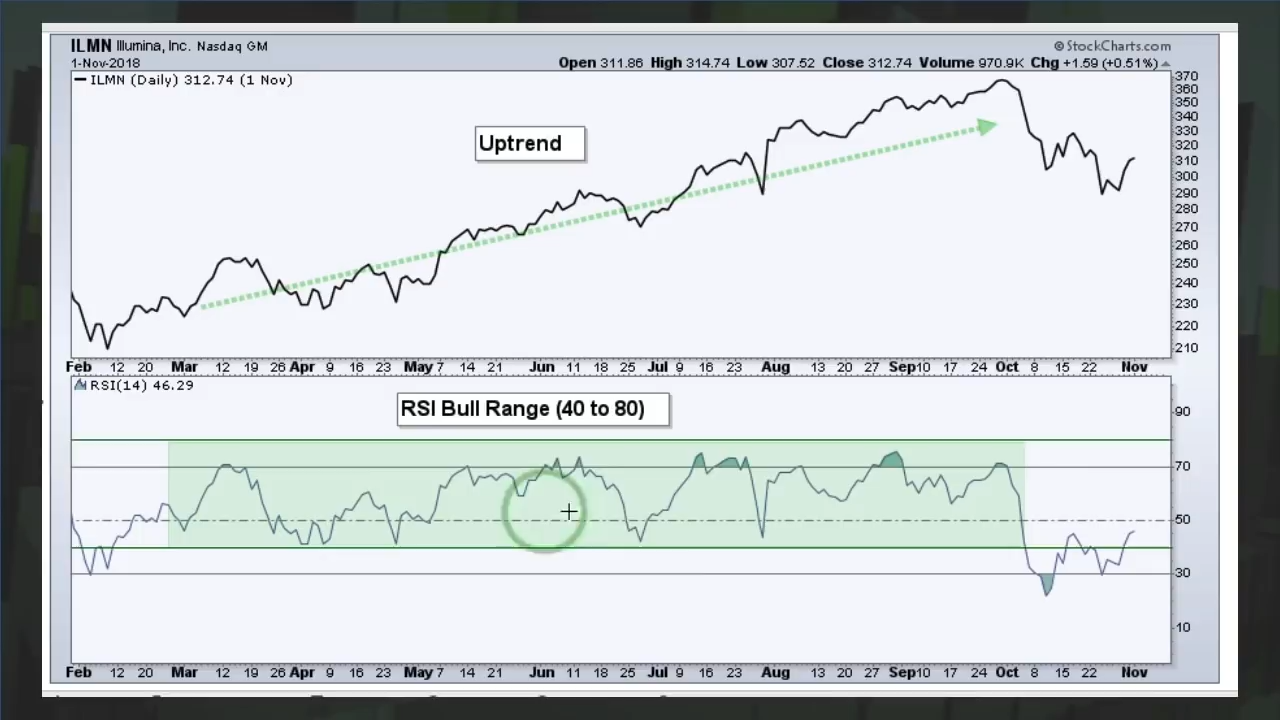 ILMN Illumina, Inc. Nasdaq GM
© StockCharts.com
1-Nov-2018
Open 311.86 High 314.74 Low 307.52 Close 312.74 Volume 970.9K Chg +1.59 (+0.51%)
ILMN (Daily) 312.74 (1 Nov)
Uptrend
370
360
350
340
330
320
310
300
290
280
270
260
250
240
230
220
210
Feb 12 20 Mar 12 19 26 Apr 9 16 23 May 7 14 21 Jun 11 18 25 Jul 9 16 23 Aug 13 20 27 Sep 10 17 24 Oct 8 15 22 Nov
RSI(14) 46.29
RSI Bull Range (40 to 80)
90
70
50
30
10
Feb 12 20 Mar 12 19 26 Apr 9 16 23 May 7 14 21 Jun 11 18 25 Jul 9 16 23 Aug 13 20 27 Sep 10 17 24 Oct 8 15 22 Nov